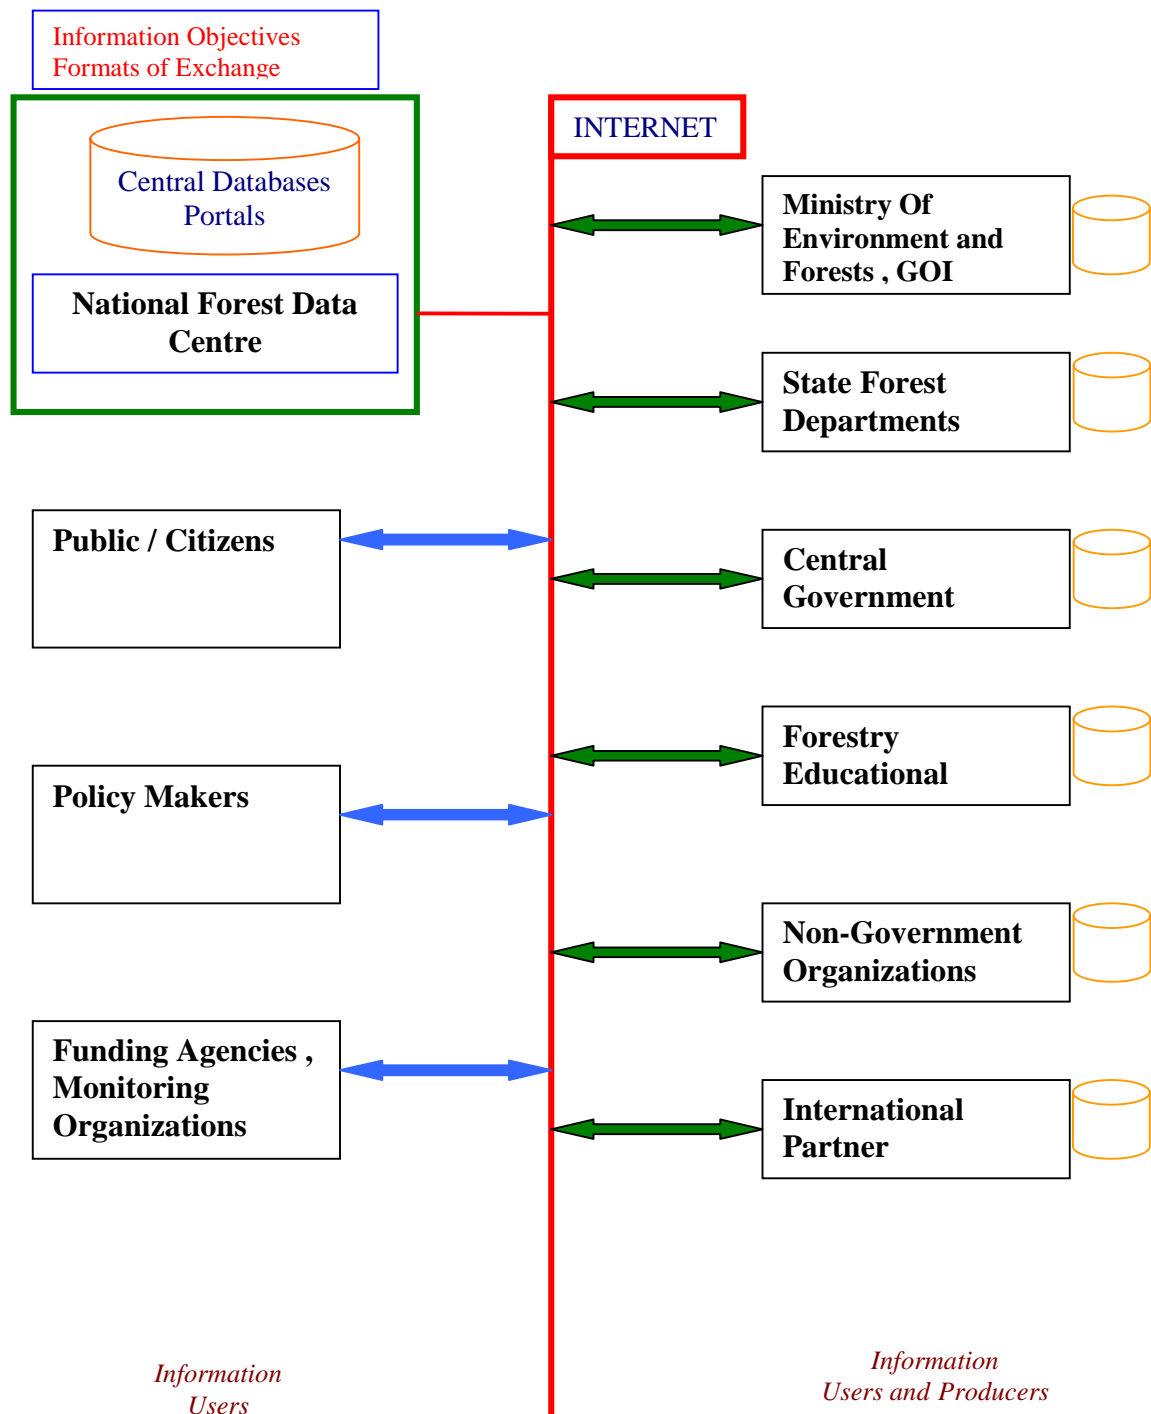 Information Objectives
Formats of Exchange
INTERNET
Central Databases
Portals
National Forest Data
Centre
Ministry Of
Environment and
Forests , GOI
State Forest
Departments
Public / Citizens
Central
Government
Policy Makers
Forestry
Educational
Non-Government
Organizations
Funding Agencies ,
Monitoring
Organizations
International
Partner
Information
Users
Information
Users and Producers